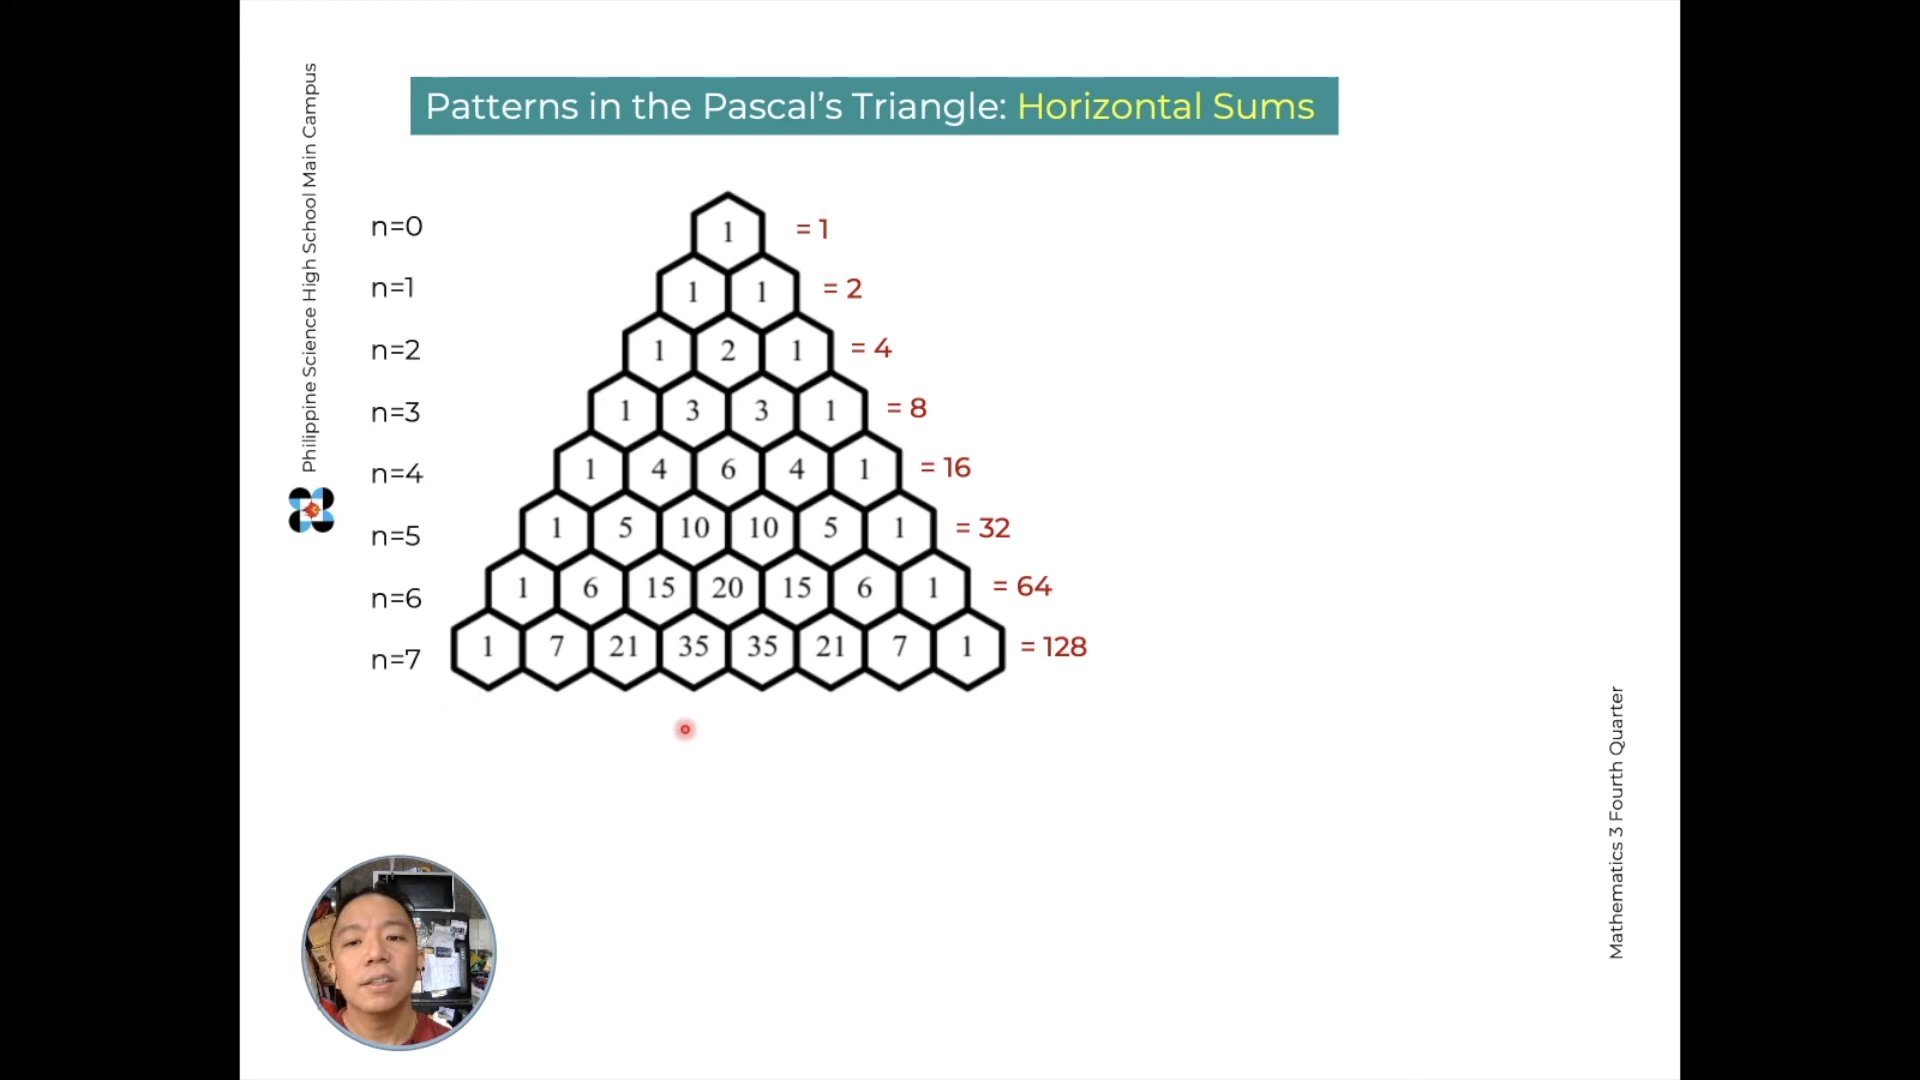 Patterns in the Pascal's Triangle: Horizontal Sums
Philippine Science High School Main Campus
n=0 1 = 1
n=1 1 1 = 2
n=2 1 2 1 = 4
n=3 1 3 3 1 = 8
n=4 1 4 6 4 1 = 16
n=5 1 5 10 10 5 1 = 32
n=6 1 6 15 20 15 6 1 = 64
n=7 1 7 21 35 35 21 7 1 = 128
Mathematics 3 Fourth Quarter